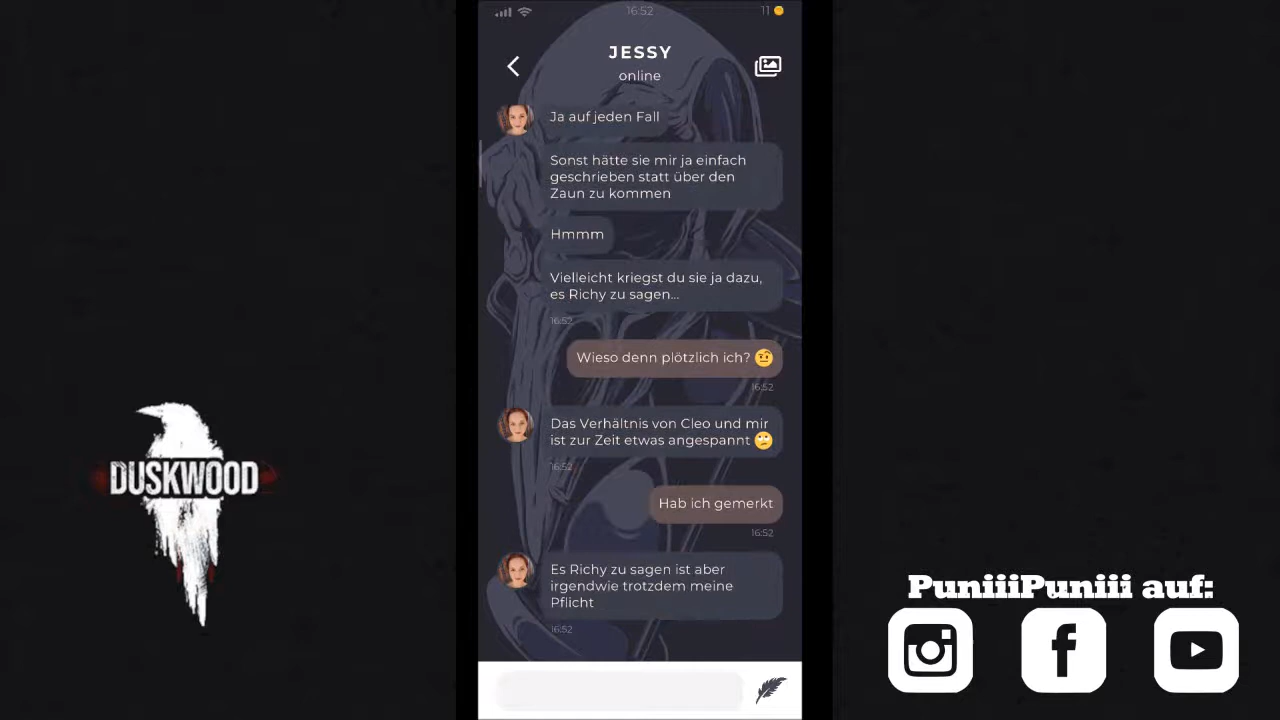 16:52
11
JESSY
online
Ja auf jeden Fall
Sonst hätte sie mir ja einfach
geschrieben statt über den
Zaun zu kommen
Hmmm
Vielleicht kriegst du sie ja dazu,
es Richy zu sagen...
16:52
Wieso denn plötzlich ich? 🤨
16:52
Das Verhältnis von Cleo und mir
ist zur Zeit etwas angespannt 🙄
16:52
Hab ich gemerkt
16:52
Es Richy zu sagen ist aber
irgendwie trotzdem meine
Pflicht
16:52
DUSKWOOD
PuniiiPuniii auf: